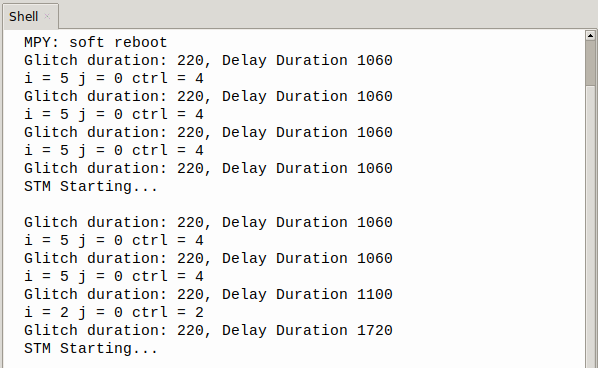 Shell ×
MPY: soft reboot
Glitch duration: 220, Delay Duration 1060
i = 5 j = 0 ctrl = 4
Glitch duration: 220, Delay Duration 1060
i = 5 j = 0 ctrl = 4
Glitch duration: 220, Delay Duration 1060
i = 5 j = 0 ctrl = 4
Glitch duration: 220, Delay Duration 1060
STM Starting...
Glitch duration: 220, Delay Duration 1060
i = 5 j = 0 ctrl = 4
Glitch duration: 220, Delay Duration 1060
i = 5 j = 0 ctrl = 4
Glitch duration: 220, Delay Duration 1100
i = 2 j = 0 ctrl = 2
Glitch duration: 220, Delay Duration 1720
STM Starting...